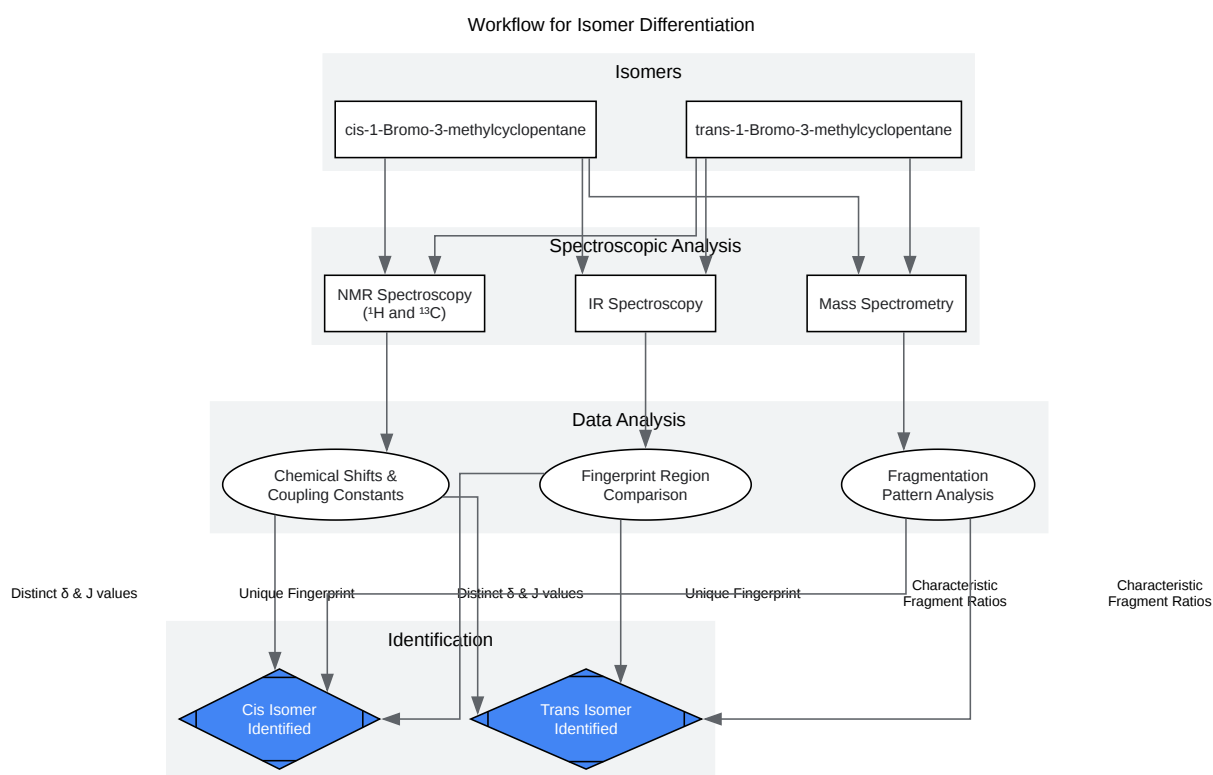 Workflow for Isomer Differentiation
Isomers
cis-1-Bromo-3-methylcyclopentane
trans-1-Bromo-3-methylcyclopentane
Spectroscopic Analysis
NMR Spectroscopy
(¹H and ¹³C)
IR Spectroscopy
Mass Spectrometry
Data Analysis
Chemical Shifts &
Coupling Constants
Fingerprint Region
Comparison
Fragmentation
Pattern Analysis
Distinct δ & J values
Unique Fingerprint
Distinct δ & J values
Unique Fingerprint
Characteristic
Fragment Ratios
Characteristic
Fragment Ratios
Identification
Cis Isomer
Identified
Trans Isomer
Identified